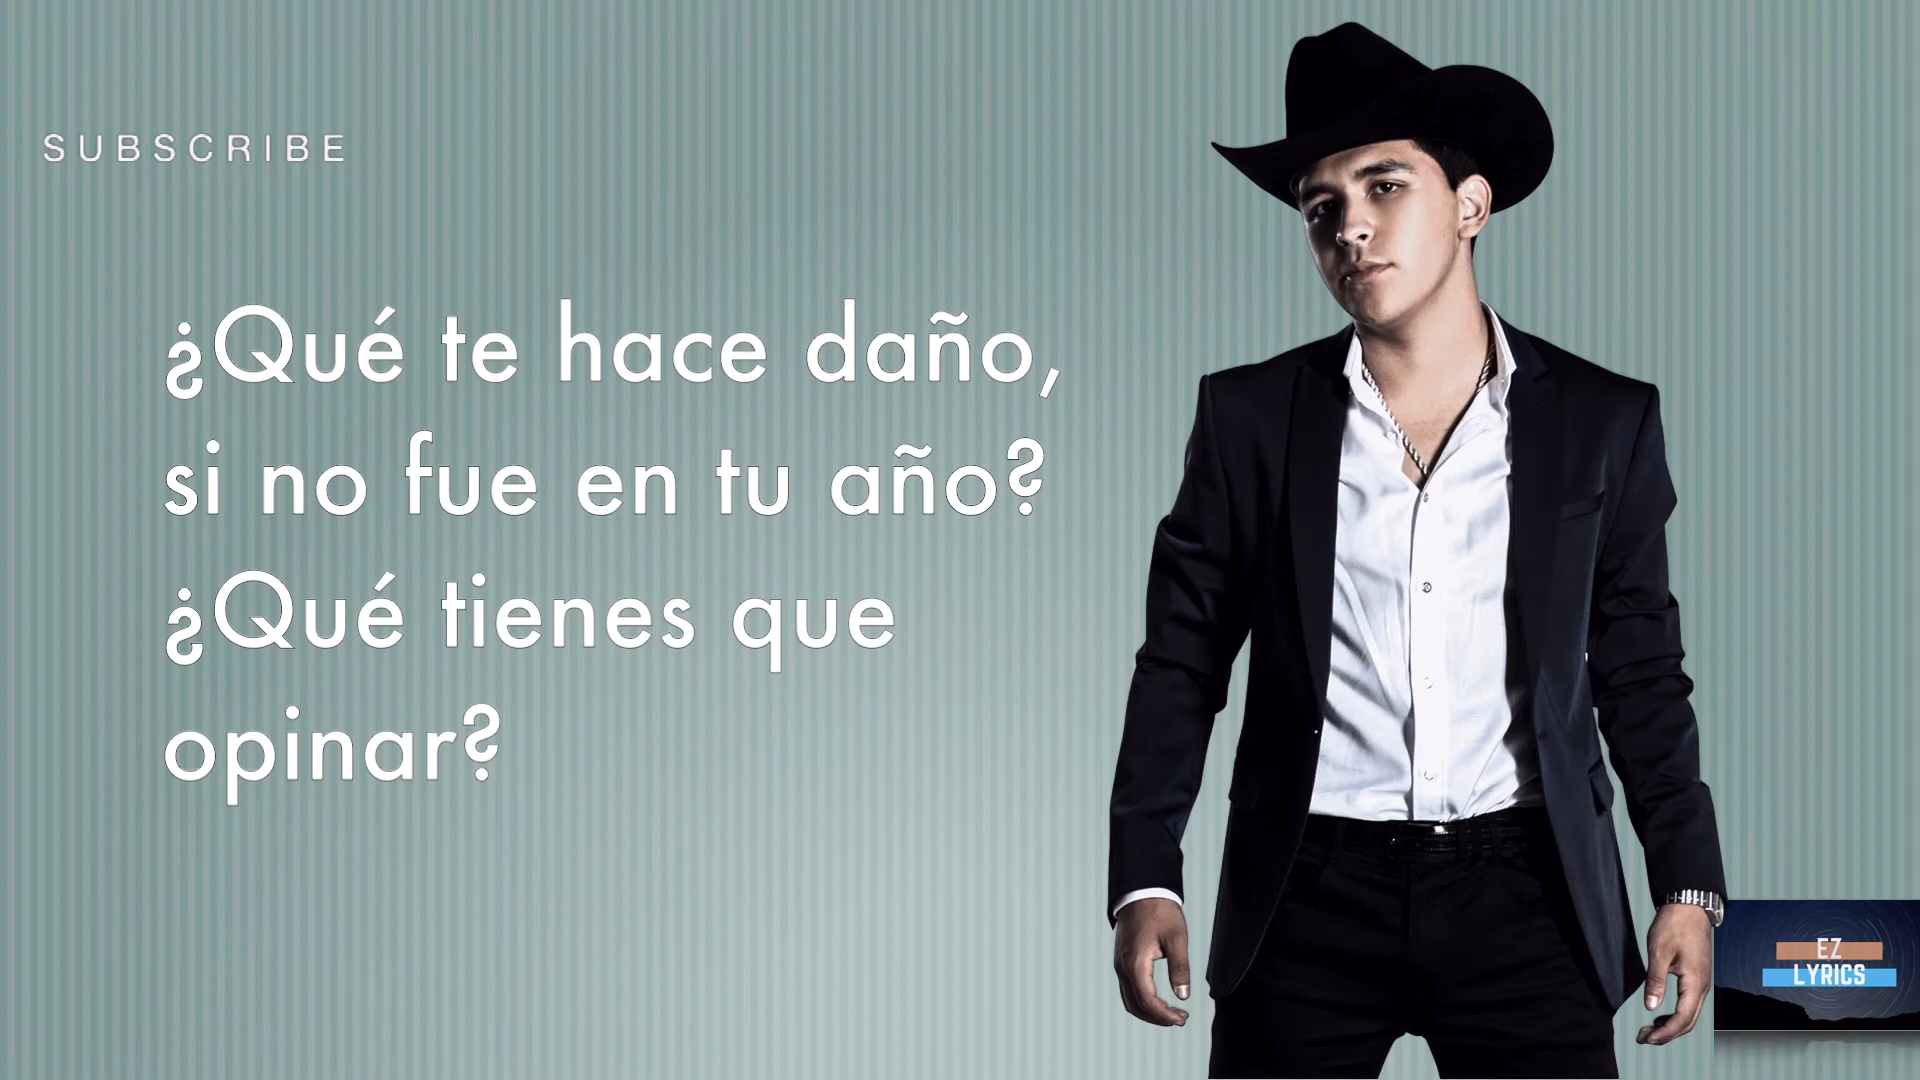 SUBSCRIBE
¿Qué te hace daño,
si no fue en tu año?
¿Qué tienes que
opinar?
EZ
LYRICS